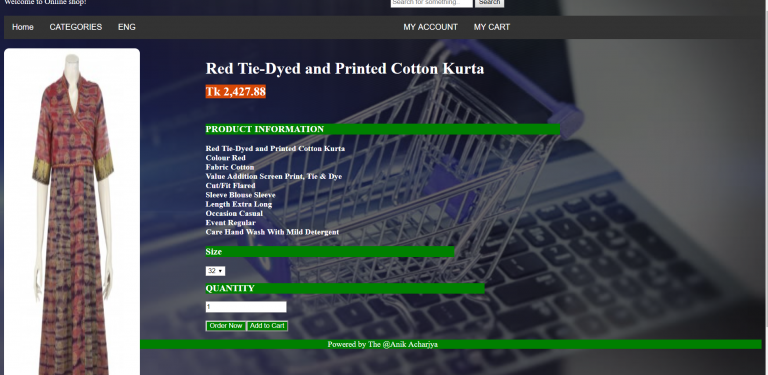 Welcome to Online shop!
Search for something.. Search
Home CATEGORIES ENG MY ACCOUNT MY CART
Red Tie-Dyed and Printed Cotton Kurta
Tk 2,427.88
PRODUCT INFORMATION
Red Tie-Dyed and Printed Cotton Kurta
Colour Red
Fabric Cotton
Value Addition Screen Print, Tie & Dye
Cut/Fit Flared
Sleeve Blouse Sleeve
Length Extra Long
Occasion Casual
Event Regular
Care Hand Wash With Mild Detergent
Size
32
QUANTITY
1
Order Now Add to Cart
Powered by The @Anik Acharjya